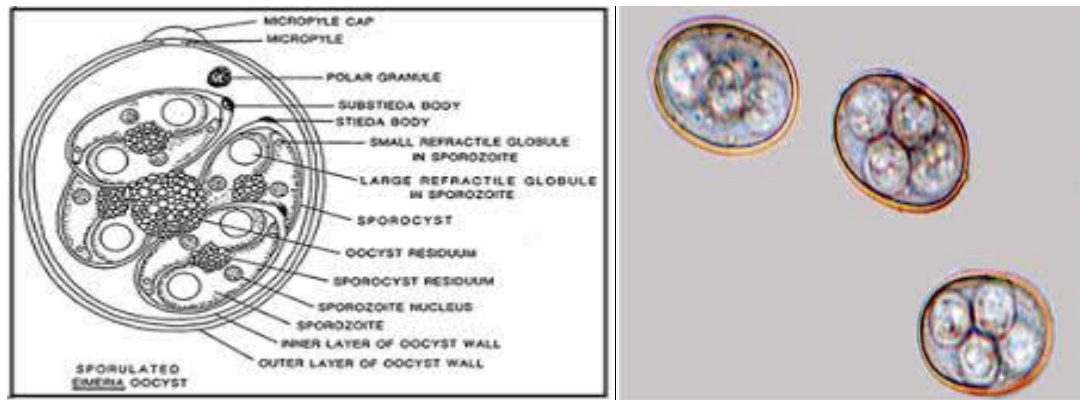 MICROPYLE CAP
MICROPYLE
POLAR GRANULE
SUBSTIEDA BODY
STIEDA BODY
SMALL REFRACTILE GLOBULE
IN SPOROZOITE
LARGE REFRACTILE GLOBULE
IN SPOROZOITE
SPOROCYST
OOCYST RESIDUUM
SPOROCYST RESIDUUM
SPOROZOITE NUCLEUS
SPOROZOITE
INNER LAYER OF OOCYST WALL
OUTER LAYER OF OOCYST WALL
SPORULATED
EIMERIA OOCYST